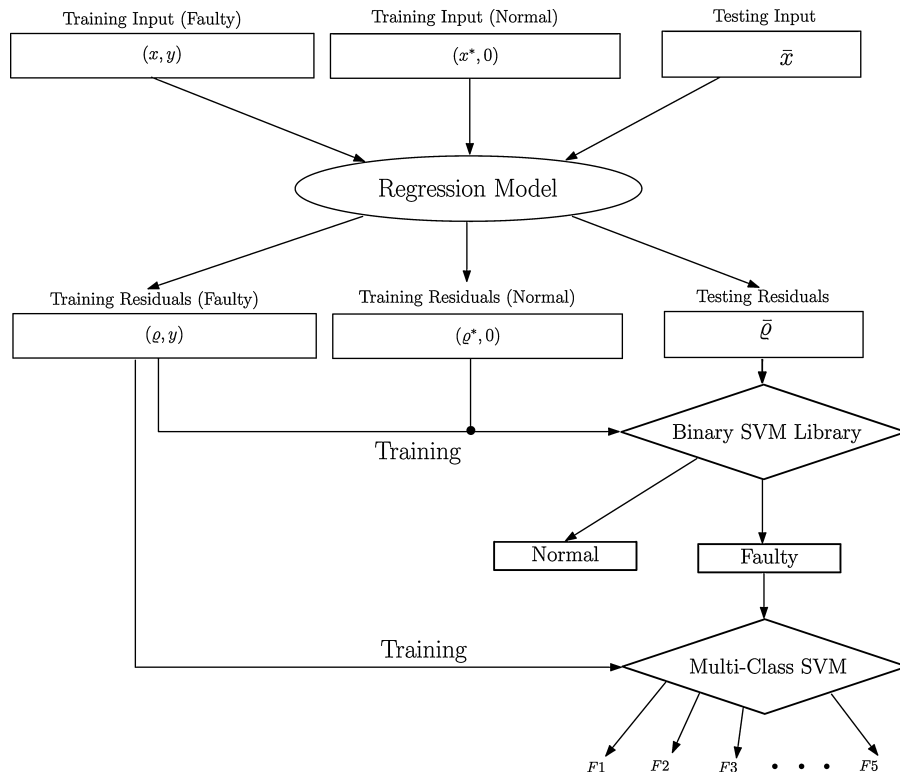 Training Input (Faulty)
Training Input (Normal)
Testing Input
(x, y)
(x*, 0)
x̄
Regression Model
Training Residuals (Faulty)
Training Residuals (Normal)
Testing Residuals
(ϱ, y)
(ϱ*, 0)
ϱ̄
Binary SVM Library
Training
Normal
Faulty
Training
Multi-Class SVM
F1
F2
F3
• • •
F5